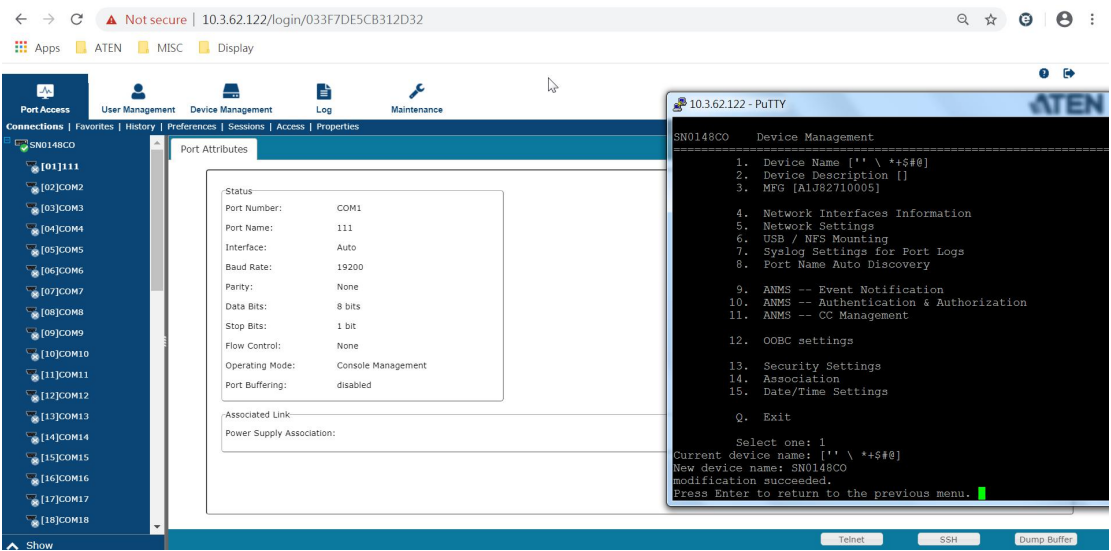 Not secure | 10.3.62.122/login/033F7DE5CB312D32
Apps ATEN MISC Display
Port Access User Management Device Management Log Maintenance
ATEN
Connections | Favorites | History | Preferences | Sessions | Access | Properties
SN0148CO
[01]111
[02]COM2
[03]COM3
[04]COM4
[05]COM5
[06]COM6
[07]COM7
[08]COM8
[09]COM9
[10]COM10
[11]COM11
[12]COM12
[13]COM13
[14]COM14
[15]COM15
[16]COM16
[17]COM17
[18]COM18
Show
Port Attributes
Status
Port Number: COM1
Port Name: 111
Interface: Auto
Baud Rate: 19200
Parity: None
Data Bits: 8 bits
Stop Bits: 1 bit
Flow Control: None
Operating Mode: Console Management
Port Buffering: disabled
Associated Link
Power Supply Association:
10.3.62.122 - PuTTY
SN0148CO Device Management
1. Device Name ['' \ *+$#@]
2. Device Description []
3. MFG [A1J82710005]
4. Network Interfaces Information
5. Network Settings
6. USB / NFS Mounting
7. Syslog Settings for Port Logs
8. Port Name Auto Discovery
9. ANMS -- Event Notification
10. ANMS -- Authentication & Authorization
11. ANMS -- CC Management
12. OOBC settings
13. Security Settings
14. Association
15. Date/Time Settings
Q. Exit
Select one: 1
Current device name: ['' \ *+$#@]
New device name: SN0148CO
modification succeeded.
Press Enter to return to the previous menu.
Telnet SSH Dump Buffer